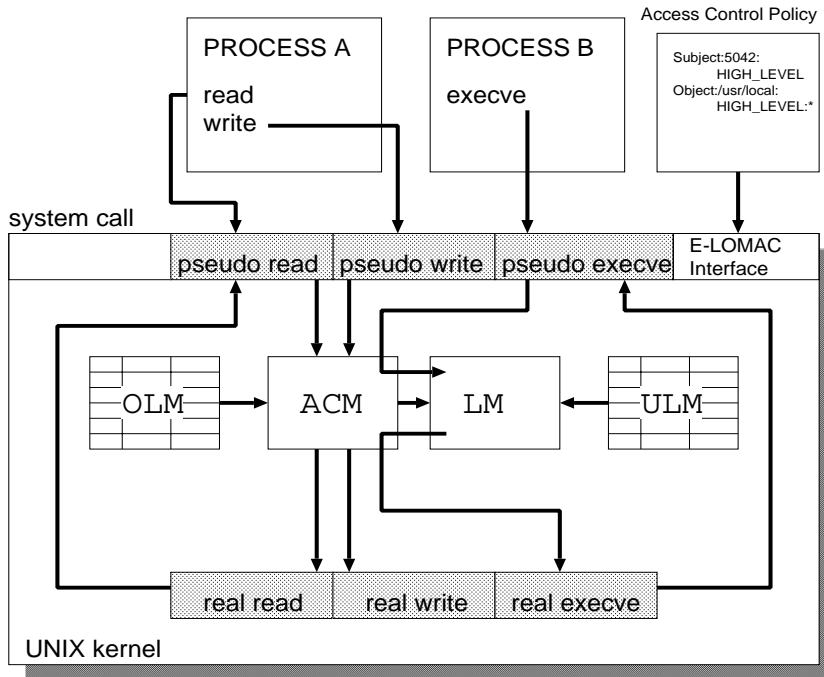 Access Control Policy
PROCESS A
read
write
PROCESS B
execve
Subject:5042:
HIGH_LEVEL
Object:/usr/local:
HIGH_LEVEL:*
system call
pseudo read
pseudo write
pseudo execve
E-LOMAC
Interface
OLM
ACM
LM
ULM
real read
real write
real execve
UNIX kernel